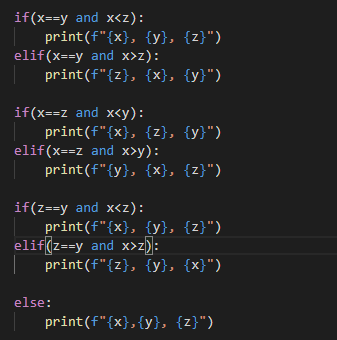 if(x==y and x<z):
    print(f"{x}, {y}, {z}")
elif(x==y and x>z):
    print(f"{z}, {x}, {y}")

if(x==z and x<y):
    print(f"{x}, {z}, {y}")
elif(x==z and x>y):
    print(f"{y}, {x}, {z}")

if(z==y and x<z):
    print(f"{x}, {y}, {z}")
elif(z==y and x>z):
    print(f"{z}, {y}, {x}")

else:
    print(f"{x},{y}, {z}")